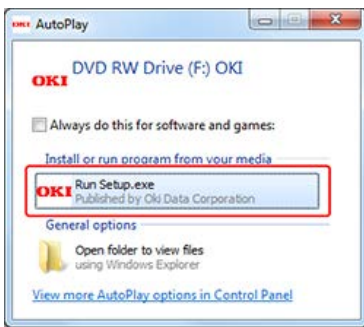 OKI AutoPlay
DVD RW Drive (F:) OKI
OKI
Always do this for software and games:
Install or run program from your media
OKI Run Setup.exe
Published by Oki Data Corporation
General options
Open folder to view files
using Windows Explorer
View more AutoPlay options in Control Panel